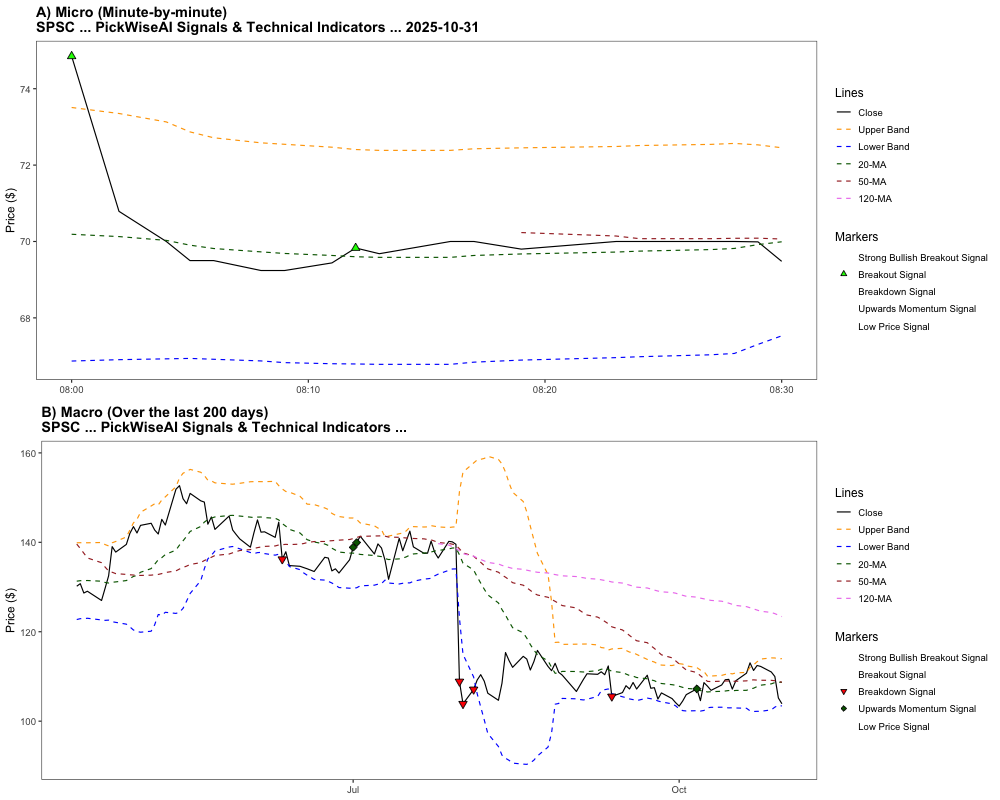 A) Micro (Minute-by-minute)
SPSC ... PickWiseAI Signals & Technical Indicators ... 2025-10-31
Price ($)
74
72
70
68
08:00
08:10
08:20
08:30
Lines
Close
Upper Band
Lower Band
20-MA
50-MA
120-MA
Markers
Strong Bullish Breakout Signal
Breakout Signal
Breakdown Signal
Upwards Momentum Signal
Low Price Signal
B) Macro (Over the last 200 days)
SPSC ... PickWiseAI Signals & Technical Indicators ...
Price ($)
160
140
120
100
Jul
Oct
Lines
Close
Upper Band
Lower Band
20-MA
50-MA
120-MA
Markers
Strong Bullish Breakout Signal
Breakout Signal
Breakdown Signal
Upwards Momentum Signal
Low Price Signal